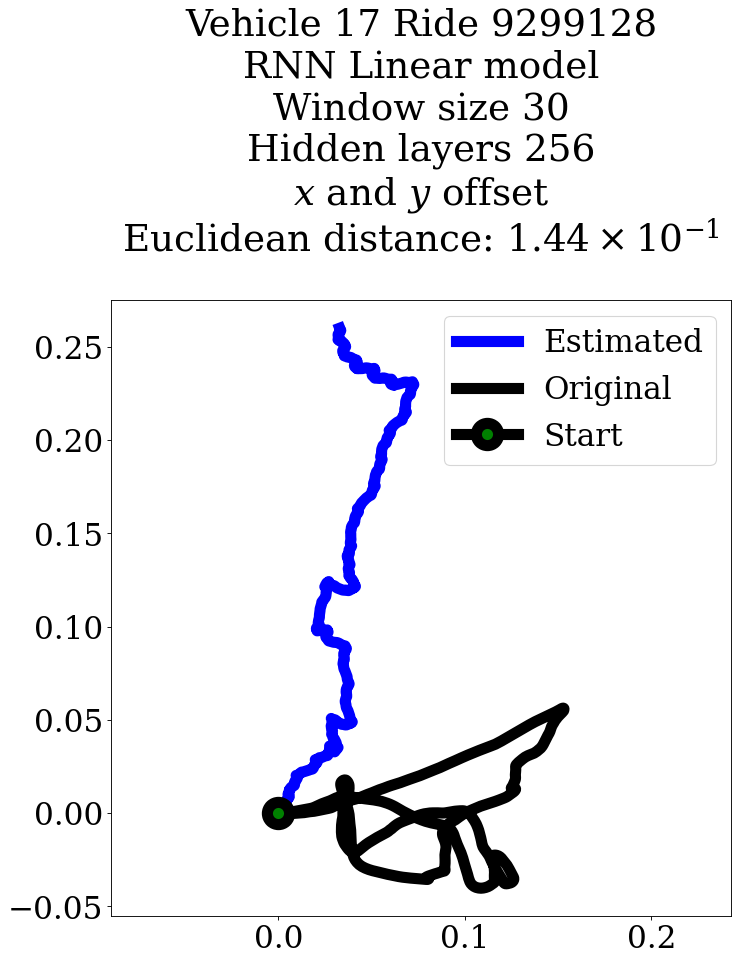 Vehicle 17 Ride 9299128
RNN Linear model
Window size 30
Hidden layers 256
x and y offset
Euclidean distance: 1.44 × 10⁻¹
Estimated
Original
Start
0.25
0.20
0.15
0.10
0.05
0.00
−0.05
0.0 0.1 0.2